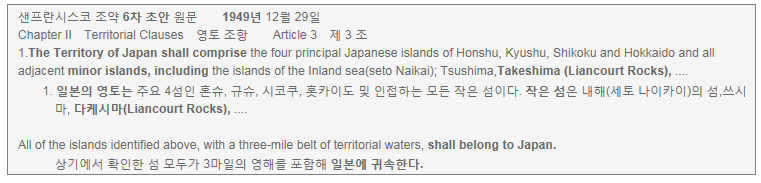 샌프란시스코 조약 6차 초안 원문 1949년 12월 29일
Chapter II Territorial Clauses 영토 조항 Article 3 제 3 조
1.The Territory of Japan shall comprise the four principal Japanese islands of Honshu, Kyushu, Shikoku and Hokkaido and all
adjacent minor islands, including the islands of the Inland sea(seto Naikai); Tsushima,Takeshima (Liancourt Rocks), ....
1. 일본의 영토는 주요 4섬인 혼슈, 규슈, 시코쿠, 홋카이도 및 인접하는 모든 작은 섬이다. 작은 섬은 내해(세토 나이카이)의 섬,쓰시
마, 다케시마(Liancourt Rocks), ....
All of the islands identified above, with a three-mile belt of territorial waters, shall belong to Japan.
상기에서 확인한 섬 모두가 3마일의 영해를 포함해 일본에 귀속한다.